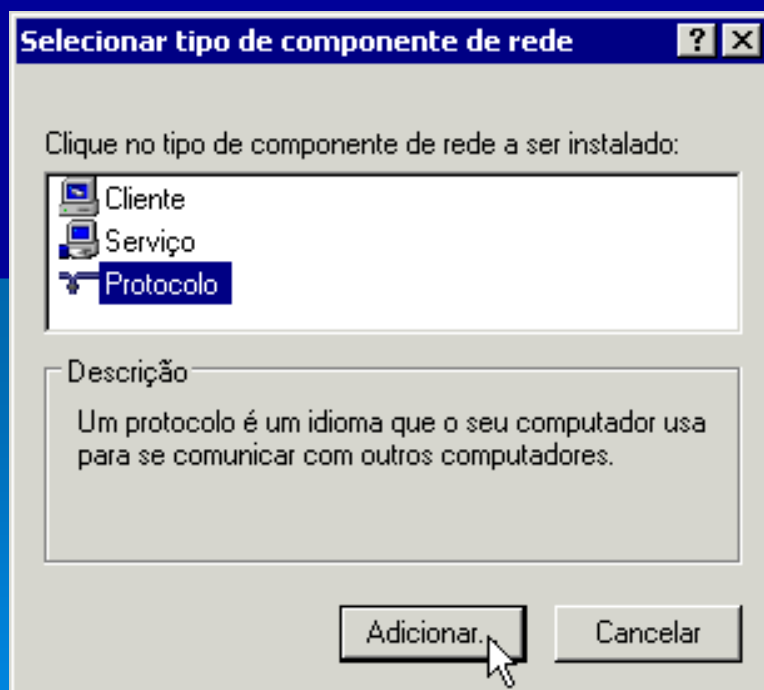 Selecionar tipo de componente de rede
Clique no tipo de componente de rede a ser instalado:
Cliente
Serviço
Protocolo
Descrição
Um protocolo é um idioma que o seu computador usa
para se comunicar com outros computadores.
Adicionar...
Cancelar